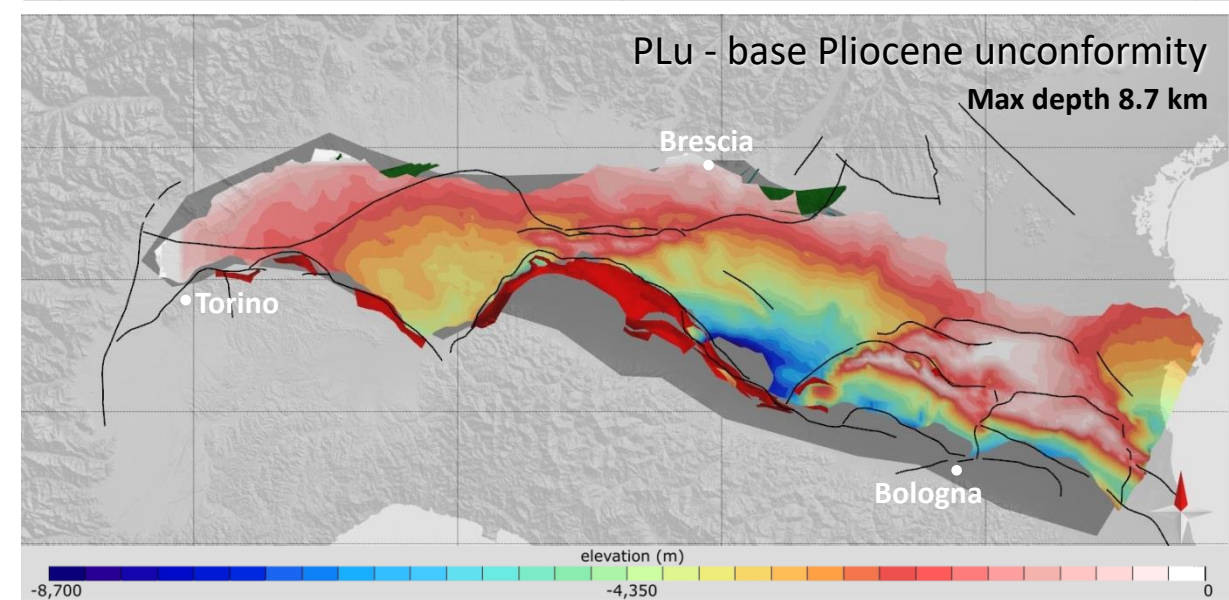 PLu - base Pliocene unconformity
Max depth 8.7 km
Brescia
Torino
Bologna
elevation (m)
-8,700 -4,350 0